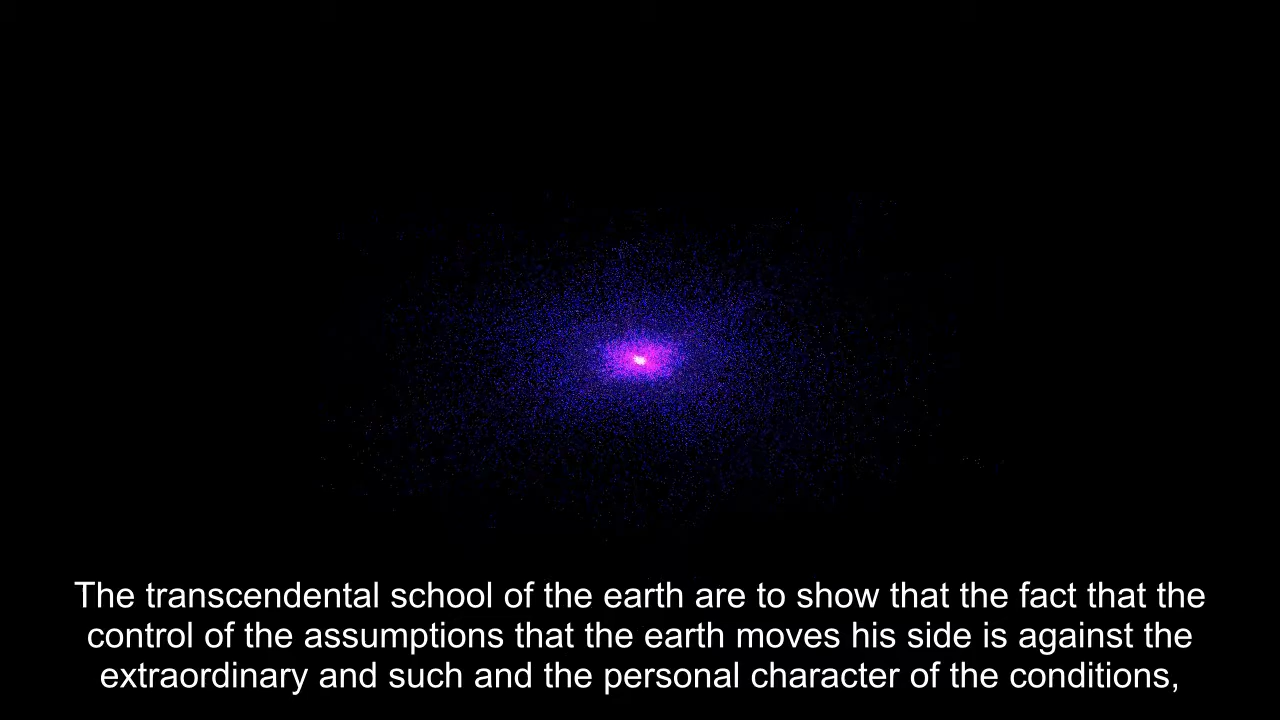 The transcendental school of the earth are to show that the fact that the
control of the assumptions that the earth moves his side is against the
extraordinary and such and the personal character of the conditions,